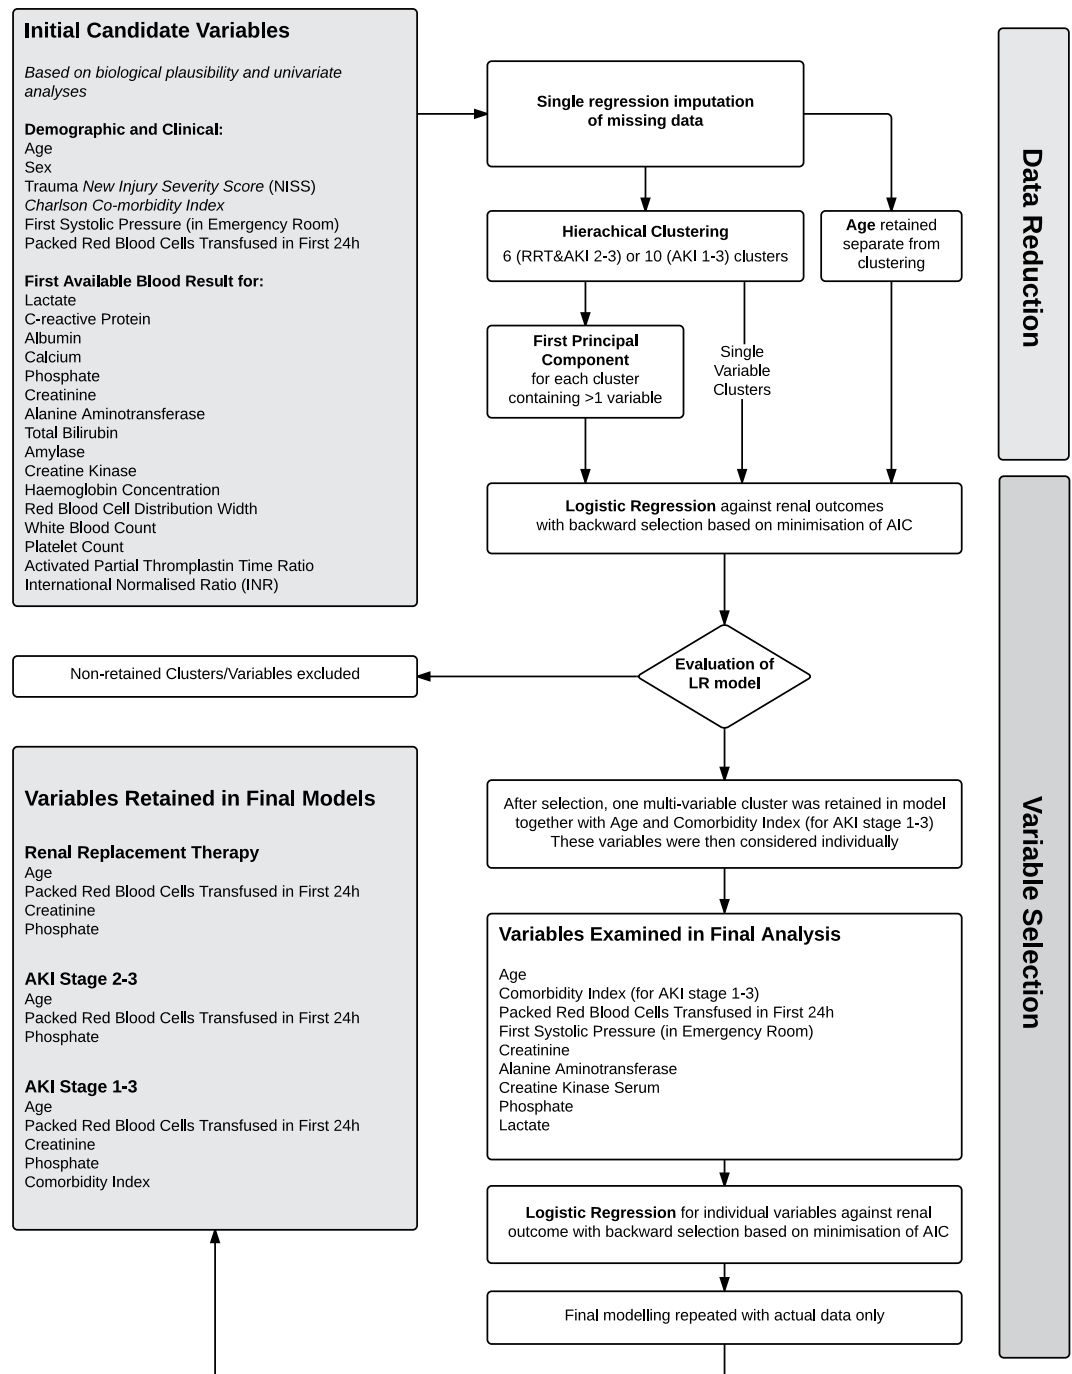 Initial Candidate Variables
Based on biological plausibility and univariate
analyses
Demographic and Clinical:
Age
Sex
Trauma New Injury Severity Score (NISS)
Charlson Co-morbidity Index
First Systolic Pressure (in Emergency Room)
Packed Red Blood Cells Transfused in First 24h
First Available Blood Result for:
Lactate
C-reactive Protein
Albumin
Calcium
Phosphate
Creatinine
Alanine Aminotransferase
Total Bilirubin
Amylase
Creatine Kinase
Haemoglobin Concentration
Red Blood Cell Distribution Width
White Blood Count
Platelet Count
Activated Partial Thromplastin Time Ratio
International Normalised Ratio (INR)
Single regression imputation
of missing data
Hierachical Clustering
6 (RRT&AKI 2-3) or 10 (AKI 1-3) clusters
Age retained
separate from
clustering
First Principal
Component
for each cluster
containing >1 variable
Single
Variable
Clusters
Data Reduction
Logistic Regression against renal outcomes
with backward selection based on minimisation of AIC
Evaluation of
LR model
Non-retained Clusters/Variables excluded
After selection, one multi-variable cluster was retained in model
together with Age and Comorbidity Index (for AKI stage 1-3)
These variables were then considered individually
Variables Examined in Final Analysis
Age
Comorbidity Index (for AKI stage 1-3)
Packed Red Blood Cells Transfused in First 24h
First Systolic Pressure (in Emergency Room)
Creatinine
Alanine Aminotransferase
Creatine Kinase Serum
Phosphate
Lactate
Logistic Regression for individual variables against renal
outcome with backward selection based on minimisation of AIC
Final modelling repeated with actual data only
Variable Selection
Variables Retained in Final Models
Renal Replacement Therapy
Age
Packed Red Blood Cells Transfused in First 24h
Creatinine
Phosphate
AKI Stage 2-3
Age
Packed Red Blood Cells Transfused in First 24h
Phosphate
AKI Stage 1-3
Age
Packed Red Blood Cells Transfused in First 24h
Creatinine
Phosphate
Comorbidity Index